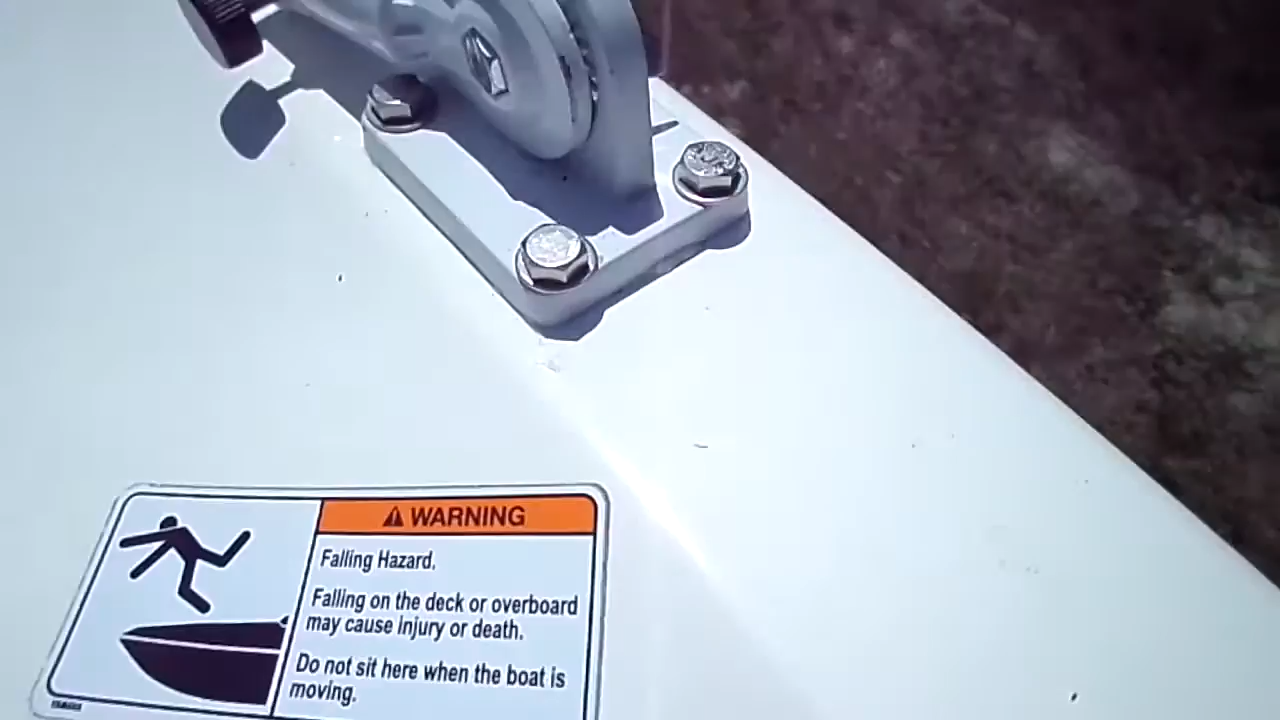 WARNING
Falling Hazard.
Falling on the deck or overboard
may cause injury or death.
Do not sit here when the boat is
moving.